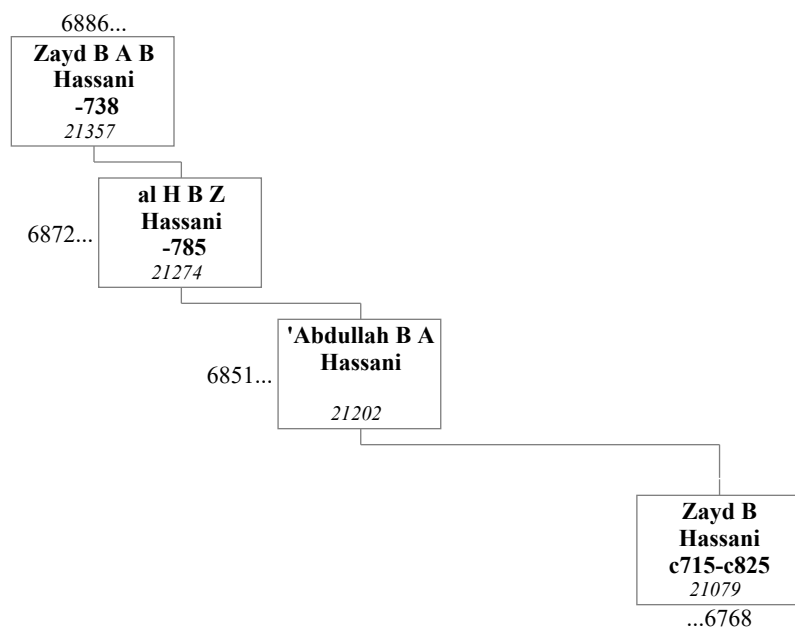 6886...
Zayd B A B
Hassani
-738
21357
al H B Z
Hassani
-785
21274
6872...
'Abdullah B A
Hassani
21202
6851...
Zayd B
Hassani
c715-c825
21079
...6768